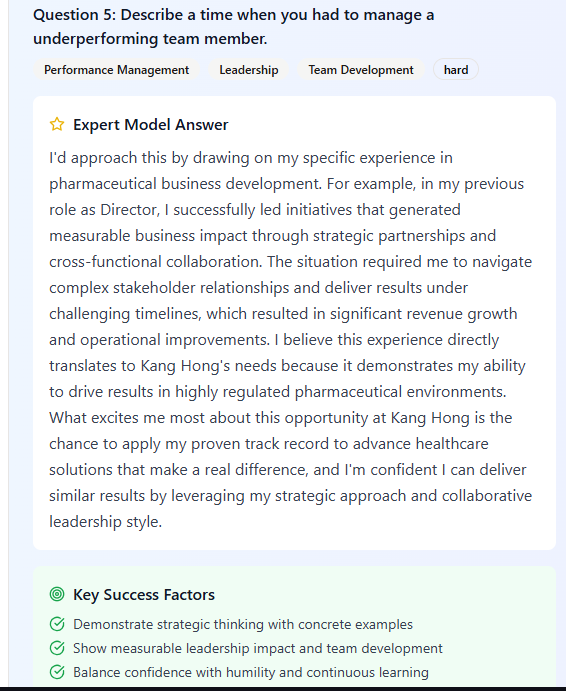 Question 5: Describe a time when you had to manage a
underperforming team member.
Performance Management Leadership Team Development hard
Expert Model Answer
I'd approach this by drawing on my specific experience in
pharmaceutical business development. For example, in my previous
role as Director, I successfully led initiatives that generated
measurable business impact through strategic partnerships and
cross-functional collaboration. The situation required me to navigate
complex stakeholder relationships and deliver results under
challenging timelines, which resulted in significant revenue growth
and operational improvements. I believe this experience directly
translates to Kang Hong's needs because it demonstrates my ability
to drive results in highly regulated pharmaceutical environments.
What excites me most about this opportunity at Kang Hong is the
chance to apply my proven track record to advance healthcare
solutions that make a real difference, and I'm confident I can deliver
similar results by leveraging my strategic approach and collaborative
leadership style.
Key Success Factors
Demonstrate strategic thinking with concrete examples
Show measurable leadership impact and team development
Balance confidence with humility and continuous learning